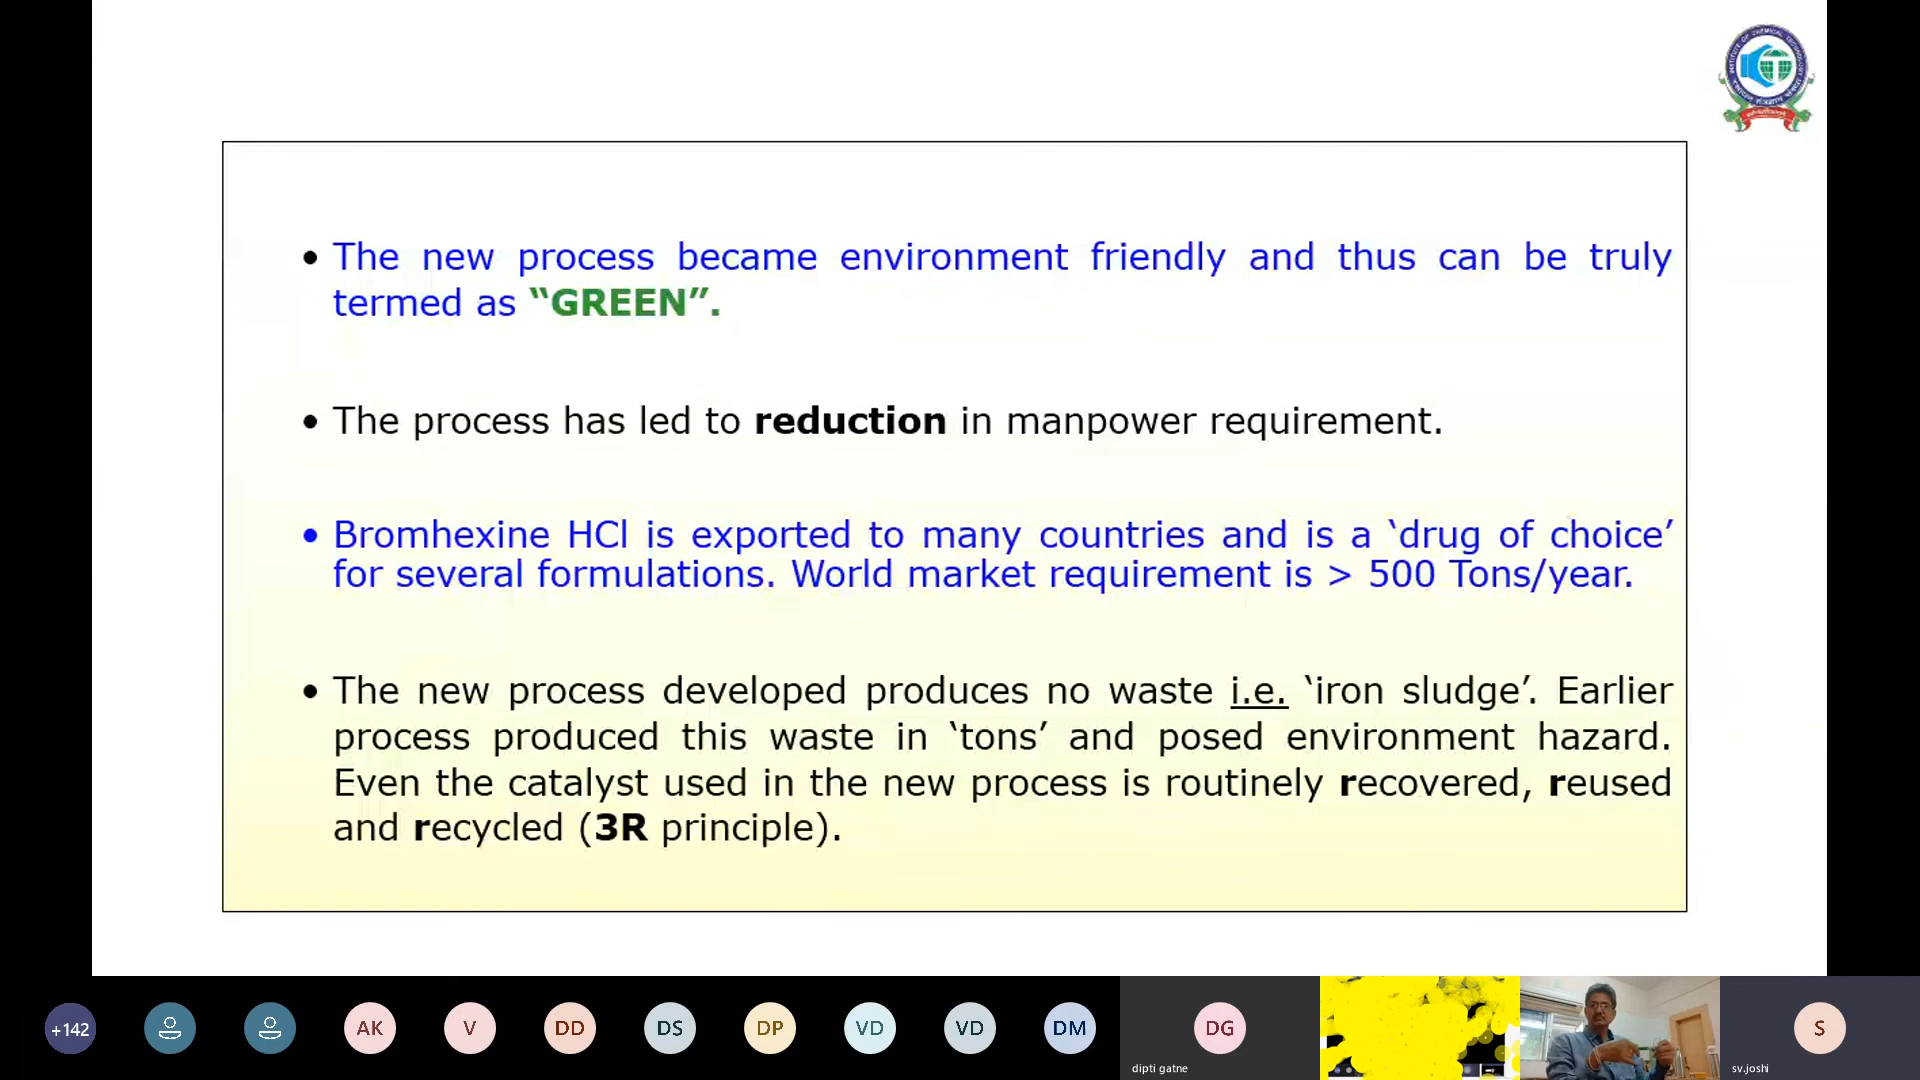 INSTITUTE OF CHEMICAL TECHNOLOGY
• The new process became environment friendly and thus can be truly
termed as “GREEN”.
• The process has led to reduction in manpower requirement.
• Bromhexine HCl is exported to many countries and is a ‘drug of choice’
for several formulations. World market requirement is > 500 Tons/year.
• The new process developed produces no waste i.e. ‘iron sludge’. Earlier
process produced this waste in ‘tons’ and posed environment hazard.
Even the catalyst used in the new process is routinely recovered, reused
and recycled (3R principle).
+142
AK
V
DD
DS
DP
VD
VD
DM
DG
S
dipti gatne
sv.joshi